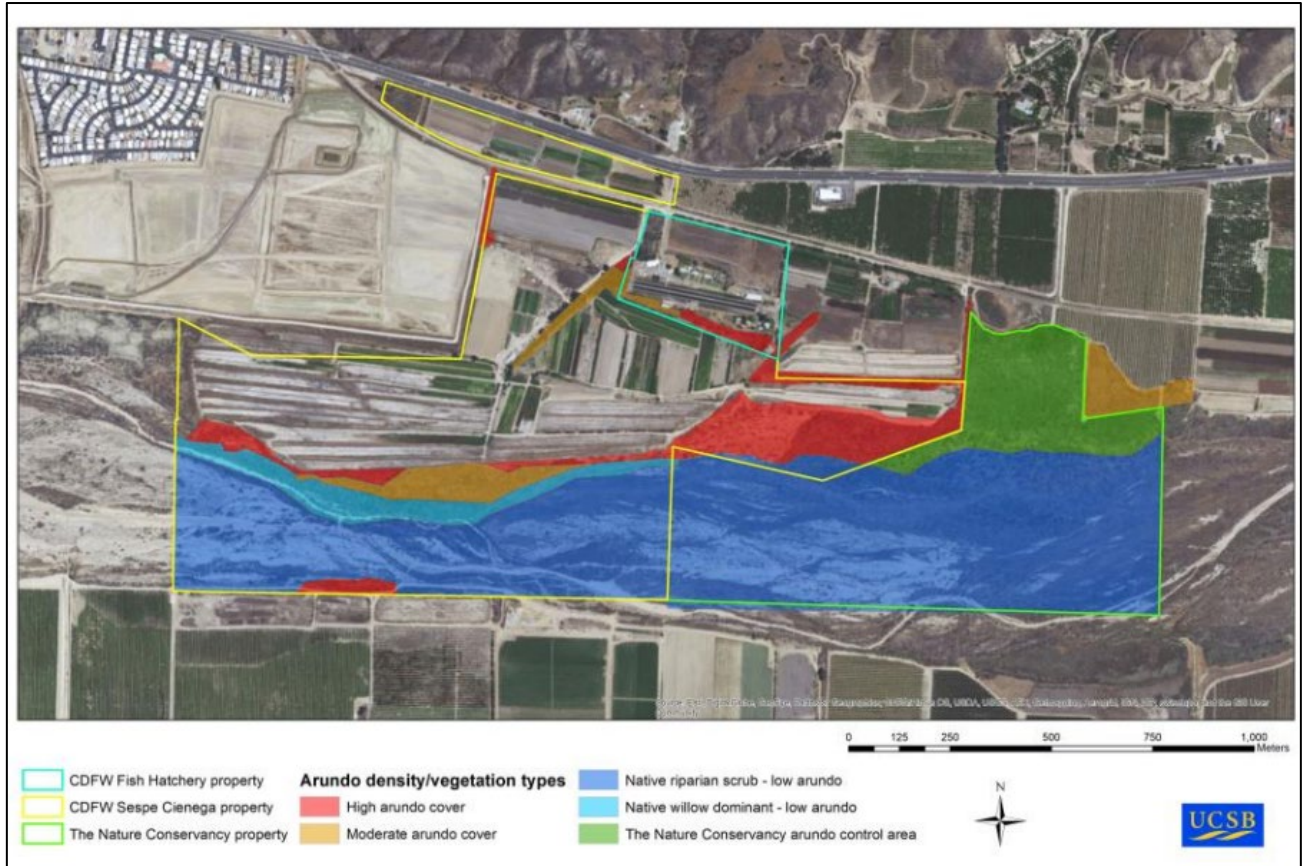 Community
0 125 250 500 750 1,000
Meters
CDFW Fish Hatchery property
CDFW Sespe Cienega property
The Nature Conservancy property
Arundo density/vegetation types
High arundo cover
Moderate arundo cover
Native riparian scrub - low arundo
Native willow dominant - low arundo
The Nature Conservancy arundo control area
N
UCSB